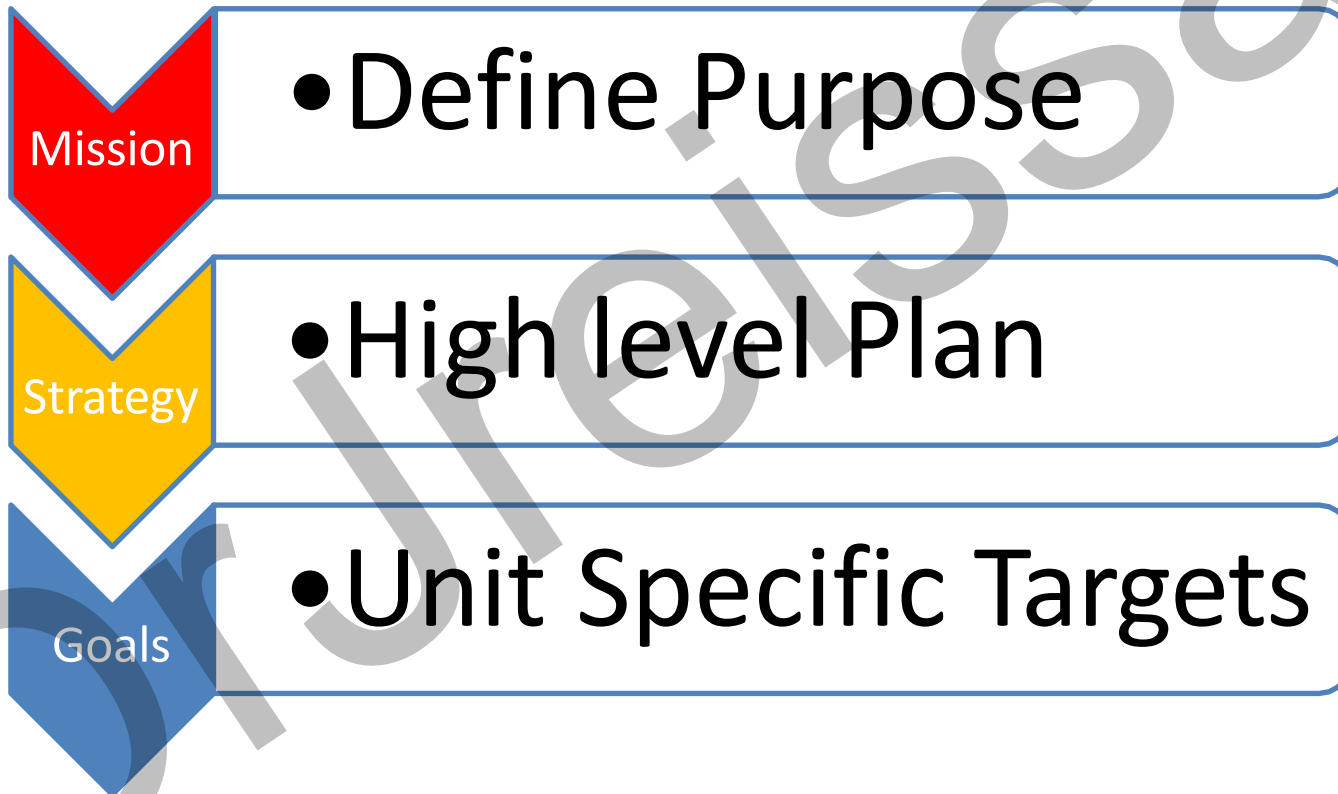 Mission
•Define Purpose
Strategy
•High level Plan
Goals
•Unit Specific Targets